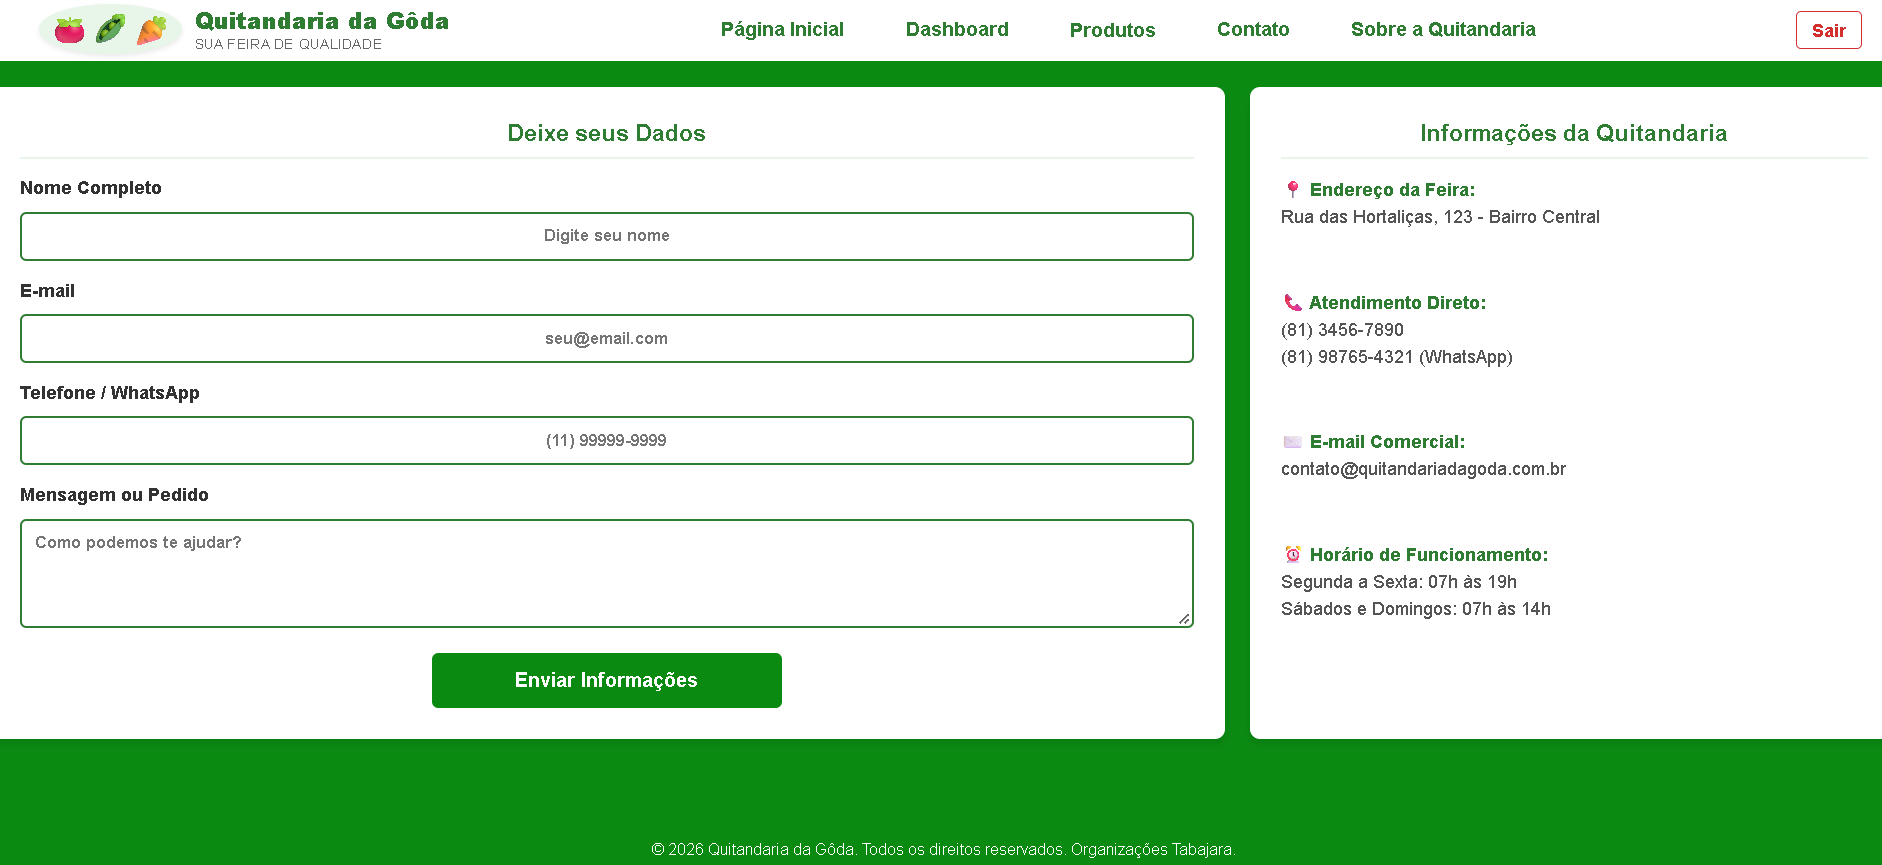 Quitandaria da Gôda
SUA FEIRA DE QUALIDADE
Página Inicial
Dashboard
Produtos
Contato
Sobre a Quitandaria
Sair
Deixe seus Dados
Nome Completo
Digite seu nome
E-mail
seu@email.com
Telefone / WhatsApp
(11) 99999-9999
Mensagem ou Pedido
Como podemos te ajudar?
Enviar Informações
Informações da Quitandaria
📍 Endereço da Feira:
Rua das Hortaliças, 123 - Bairro Central
📞 Atendimento Direto:
(81) 3456-7890
(81) 98765-4321 (WhatsApp)
✉️ E-mail Comercial:
contato@quitandariadagoda.com.br
⏰ Horário de Funcionamento:
Segunda a Sexta: 07h às 19h
Sábados e Domingos: 07h às 14h
© 2026 Quitandaria da Gôda. Todos os direitos reservados. Organizações Tabajara.